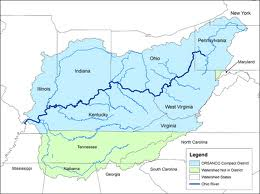 New York
Pennsylvania
Ohio
Indiana
Maryland
Illinois
West Virginia
Kentucky
Virginia
North Carolina
Tennessee
Mississippi
Alabama
Georgia
South Carolina
Legend
ORSANCO Compact District
Watershed Not in District
Watershed States
Ohio River